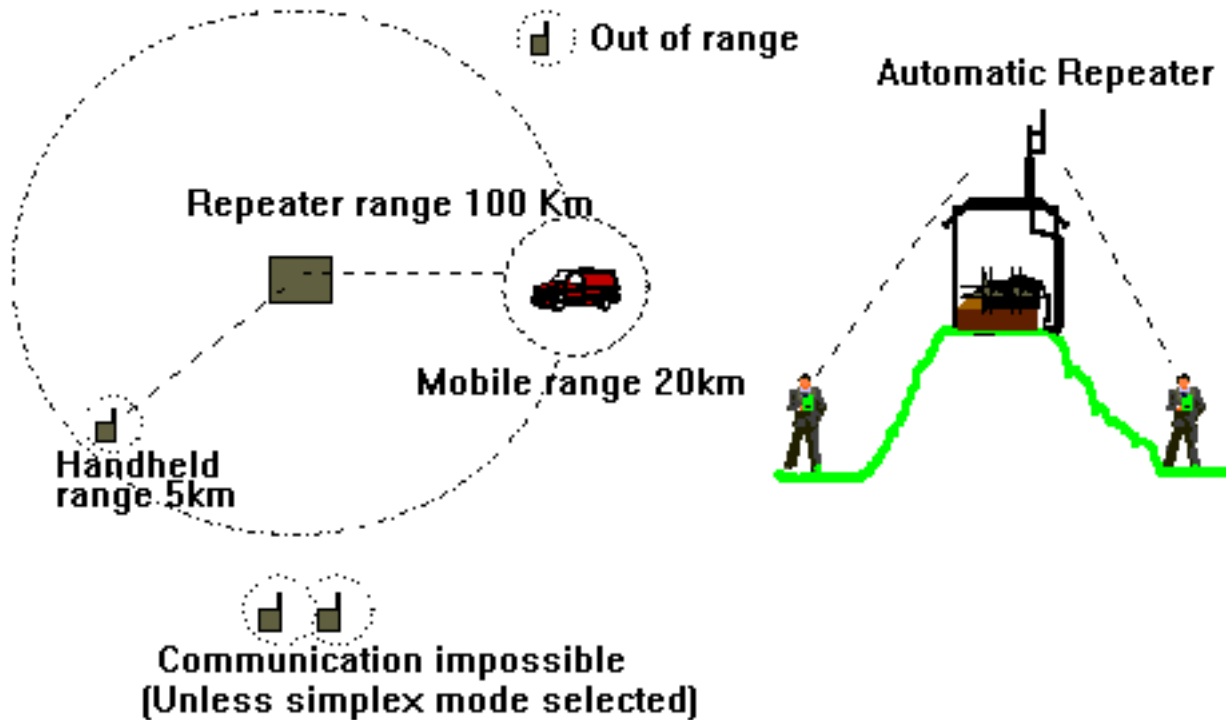 Out of range
Automatic Repeater
Repeater range 100 Km
Mobile range 20km
Handheld
range 5km
Communication impossible
(Unless simplex mode selected)